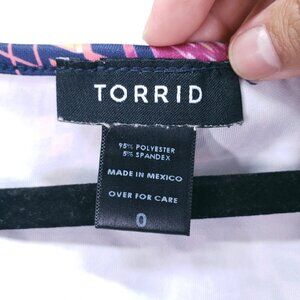 TORRID
95% POLYESTER
5% SPANDEX
MADE IN MEXICO
OVER FOR CARE
0